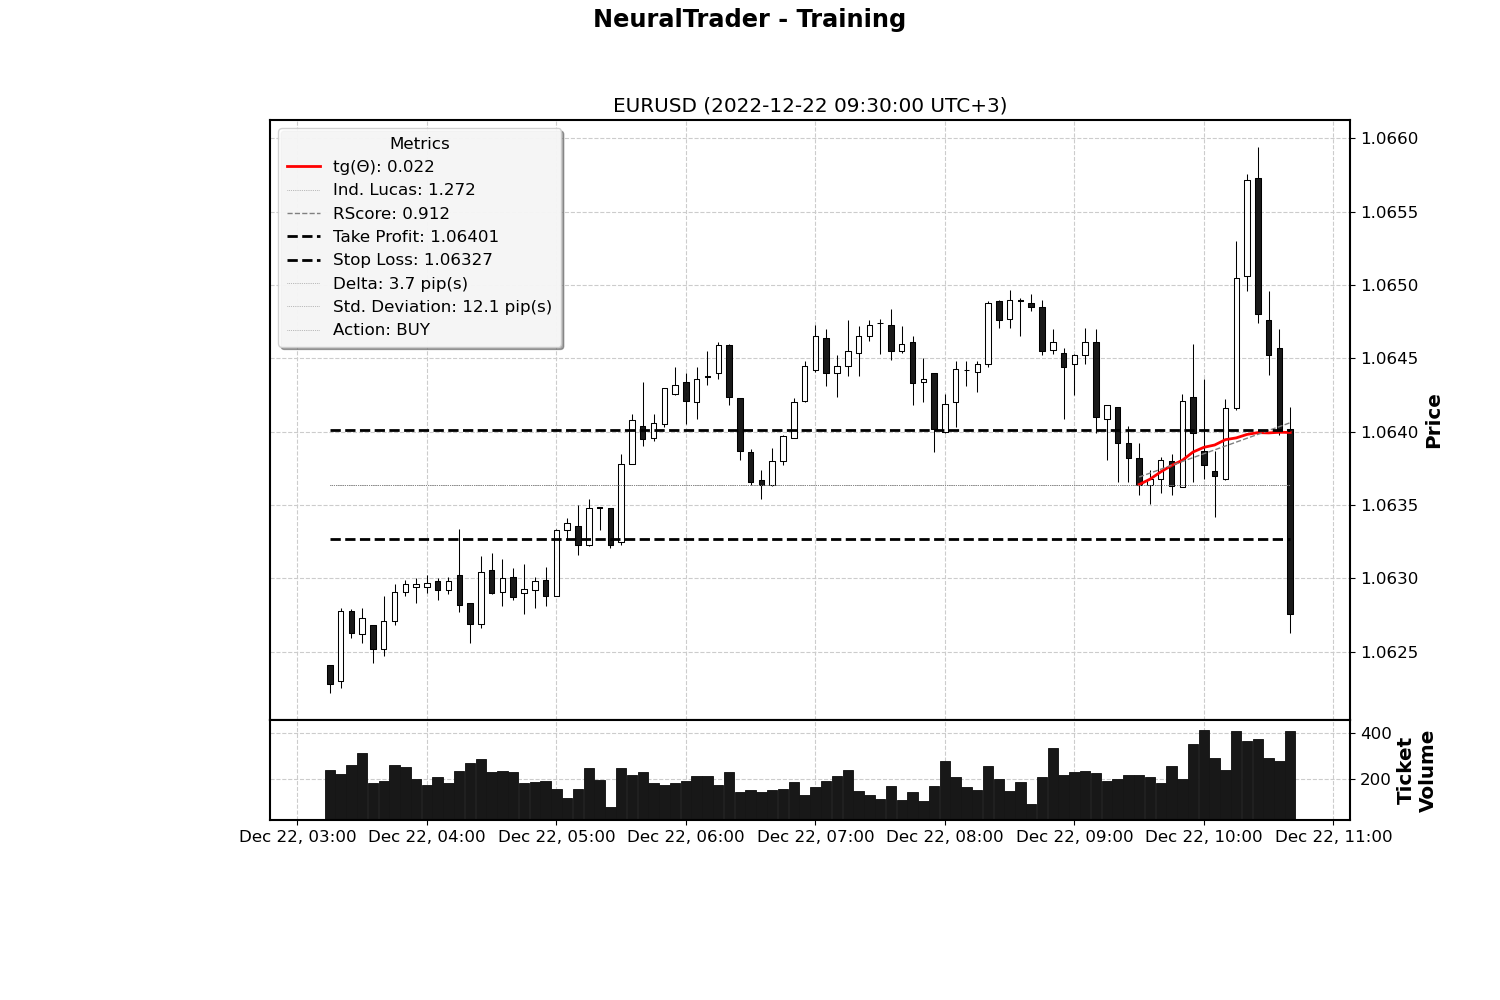 NeuralTrader - Training
EURUSD (2022-12-22 09:30:00 UTC+3)
Metrics
tg(Θ): 0.022
Ind. Lucas: 1.272
RScore: 0.912
Take Profit: 1.06401
Stop Loss: 1.06327
Delta: 3.7 pip(s)
Std. Deviation: 12.1 pip(s)
Action: BUY
1.0660
1.0655
1.0650
1.0645
1.0640
1.0635
1.0630
1.0625
Price
400
200
Ticket
Volume
Dec 22, 03:00 Dec 22, 04:00 Dec 22, 05:00 Dec 22, 06:00 Dec 22, 07:00 Dec 22, 08:00 Dec 22, 09:00 Dec 22, 10:00 Dec 22, 11:00